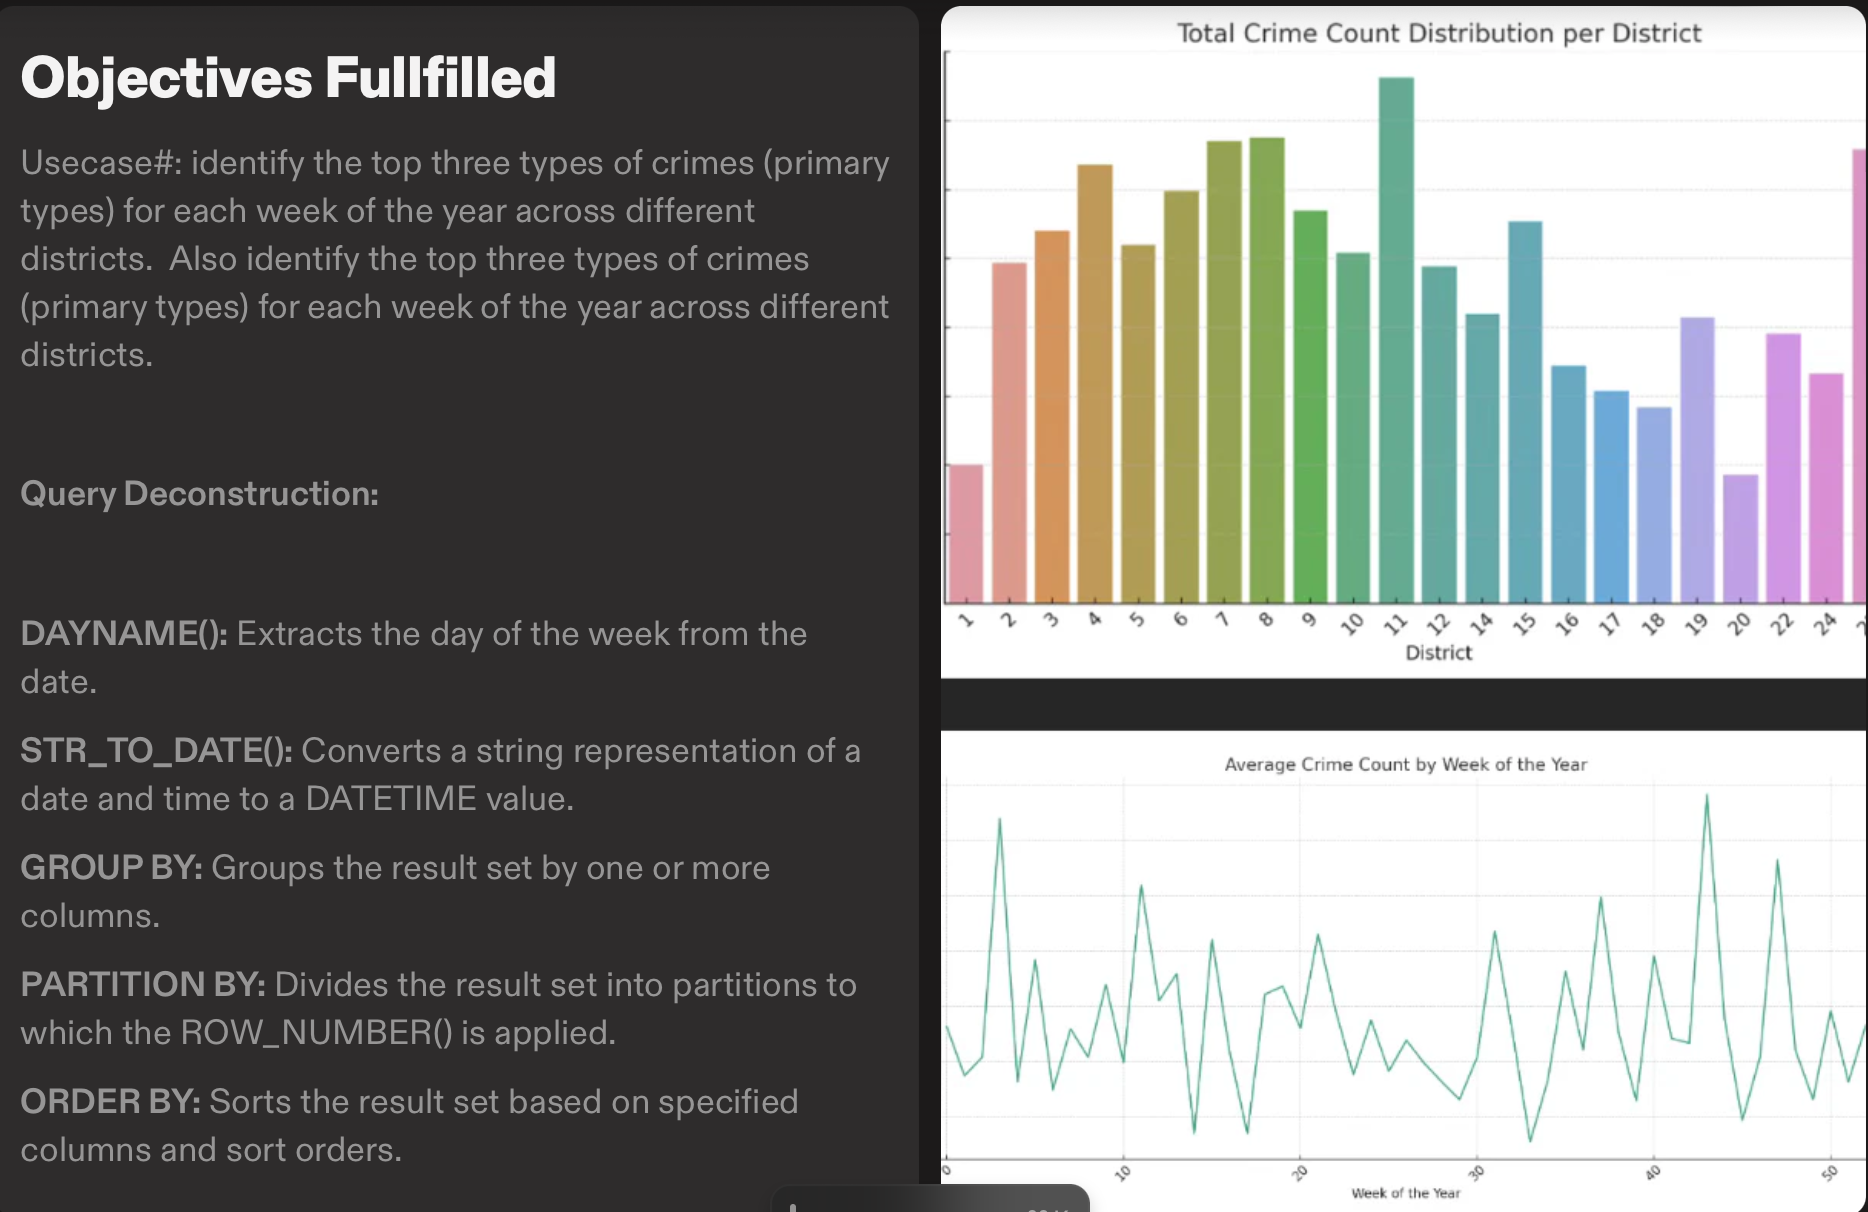 Objectives Fullfilled
Usecase#: identify the top three types of crimes (primary
types) for each week of the year across different
districts.  Also identify the top three types of crimes
(primary types) for each week of the year across different
districts.
Query Deconstruction:
DAYNAME(): Extracts the day of the week from the
date.
STR_TO_DATE(): Converts a string representation of a
date and time to a DATETIME value.
GROUP BY: Groups the result set by one or more
columns.
PARTITION BY: Divides the result set into partitions to
which the ROW_NUMBER() is applied.
ORDER BY: Sorts the result set based on specified
columns and sort orders.
Total Crime Count Distribution per District
1 2 3 4 5 6 7 8 9 10 11 12 14 15 16 17 18 19 20 22 24
District
Average Crime Count by Week of the Year
0 10 20 30 40 50
Week of the Year